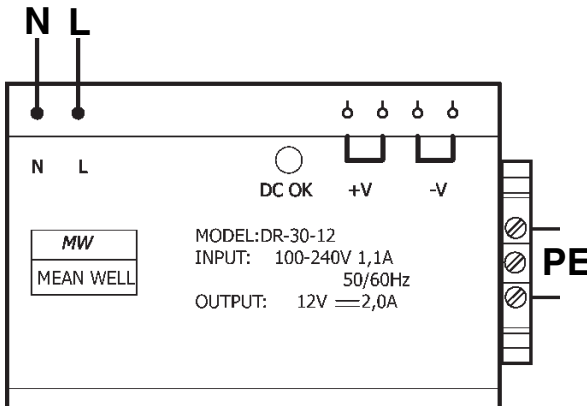 N L
N L
DC OK +V -V
MW
MEAN WELL
MODEL:DR-30-12
INPUT: 100-240V 1,1A
50/60Hz
OUTPUT: 12V 2,0A
PE